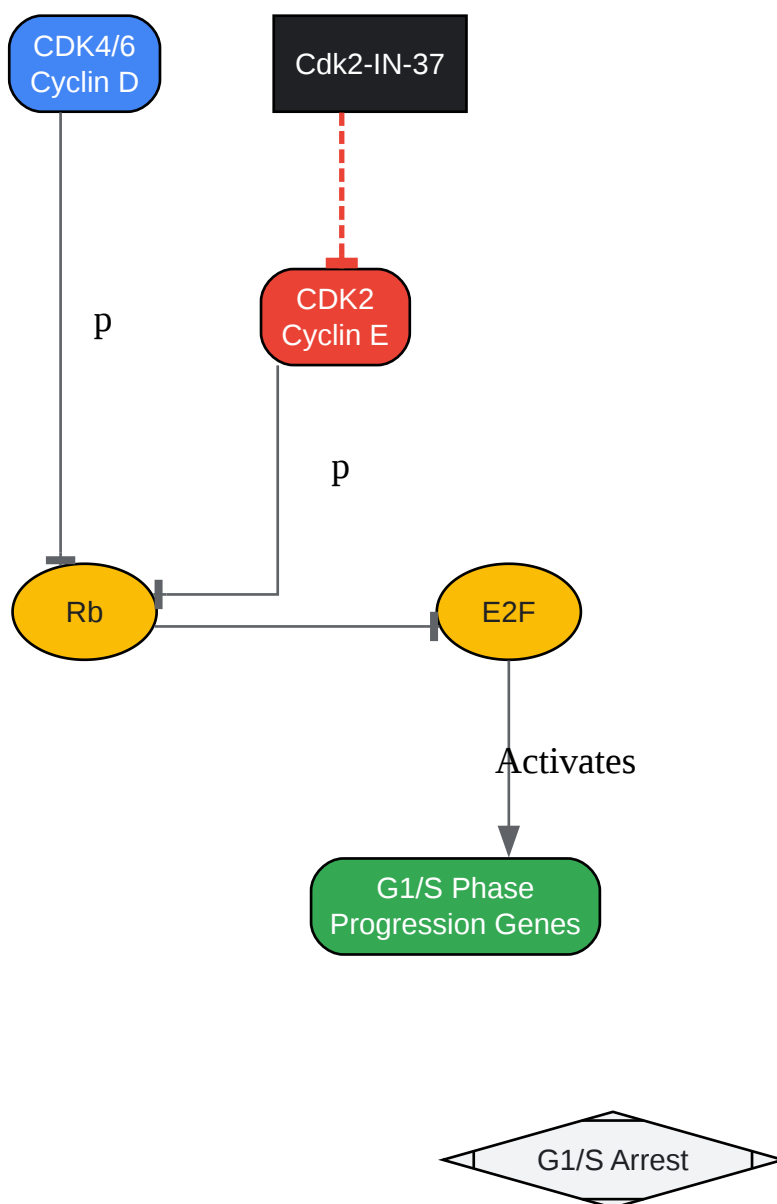 CDK4/6
Cyclin D
Cdk2-IN-37
CDK2
Cyclin E
p
p
Rb
E2F
Activates
G1/S Phase
Progression Genes
G1/S Arrest